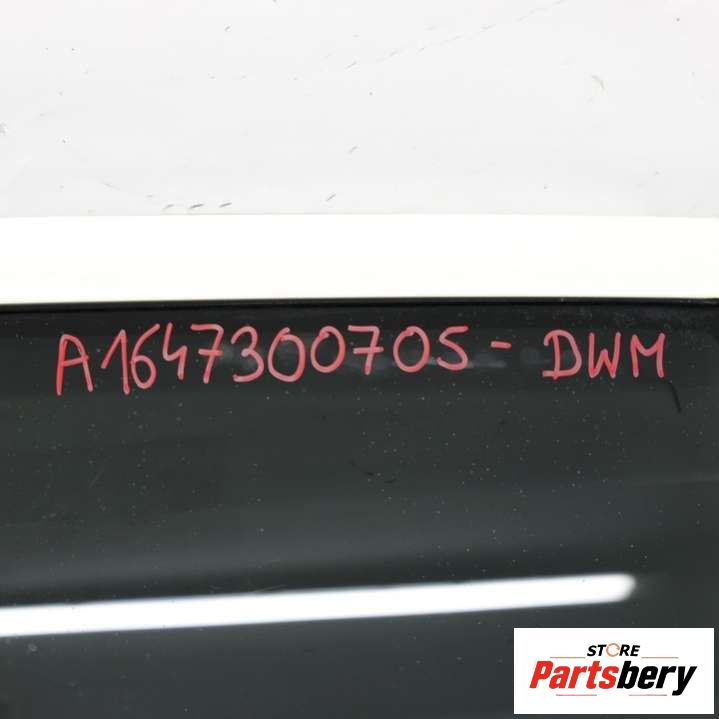 A1647300705 - DWM
STORE
Partsbery